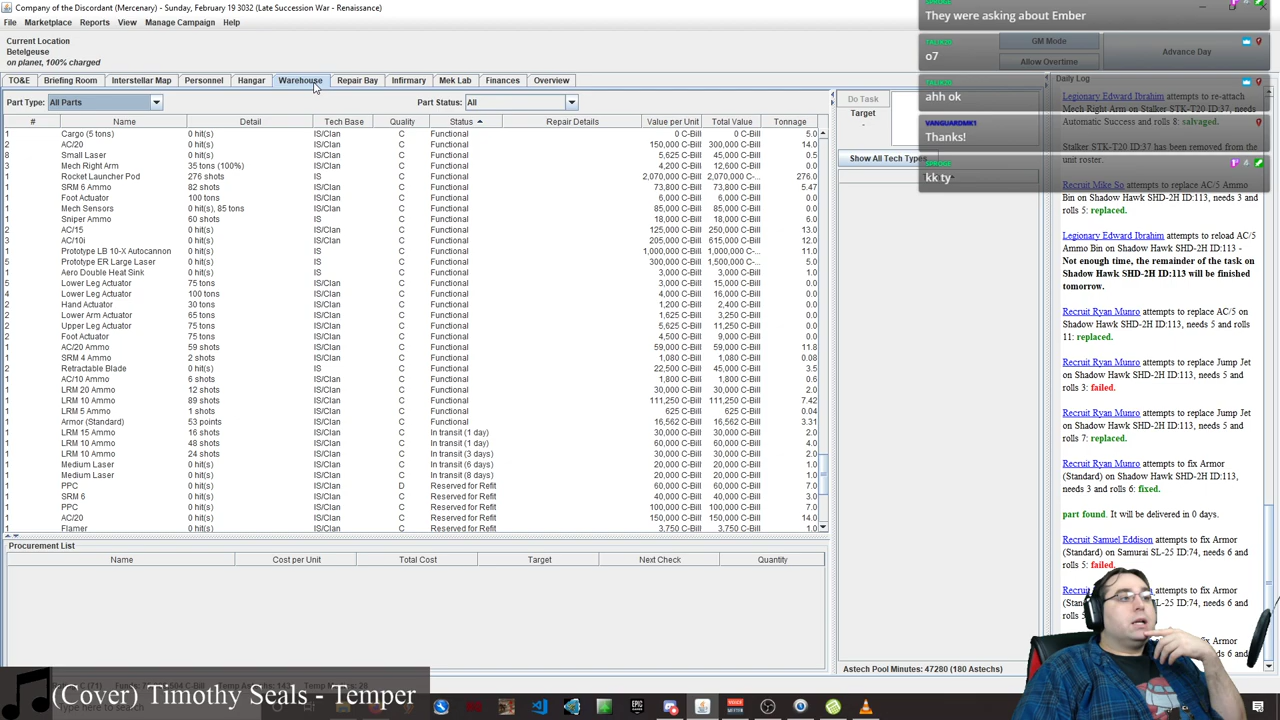 Company of the Discordant (Mercenary) - Sunday, February 19 3032 (Late Succession War - Renaissance)
File Marketplace Reports View Manage Campaign Help
Current Location
Betelgeuse
on planet, 100% charged
They were asking about Ember
o7
ahh ok
VANGUARDMK1
Thanks!
SPROGE
kk ty
GM Mode
Allow Overtime
Advance Day
TO&E Briefing Room Interstellar Map Personnel Hangar Warehouse Repair Bay Infirmary Mek Lab Finances Overview
Part Type: All Parts Part Status: All
# Name Detail Tech Base Quality Status Repair Details Value per Unit Total Value Tonnage
1 Cargo (5 tons) 0 hit(s) IS/Clan C Functional 0 C-Bill 0 C-Bill 5.0
2 AC/20 0 hit(s) IS/Clan C Functional 150,000 C-Bill 300,000 C-Bill 14.0
8 Small Laser 0 hit(s) IS/Clan C Functional 5,625 C-Bill 45,000 C-Bill 0.5
3 Mech Right Arm 35 tons (100%) IS/Clan C Functional 4,200 C-Bill 12,600 C-Bill 0.0
1 Rocket Launcher Pod 276 shots IS/Clan C Functional 2,070,000 C-Bill 2,070,000 C-... 276.0
1 SRM 6 Ammo 82 shots IS/Clan C Functional 73,800 C-Bill 73,800 C-Bill 5.47
1 Foot Actuator 100 tons IS/Clan C Functional 6,000 C-Bill 6,000 C-Bill 0.0
1 Mech Sensors 0 hit(s), 85 tons IS/Clan C Functional 85,000 C-Bill 85,000 C-Bill 0.0
1 Sniper Ammo 60 shots IS C Functional 18,000 C-Bill 18,000 C-Bill 6.0
2 AC/15 0 hit(s) IS/Clan C Functional 125,000 C-Bill 250,000 C-Bill 13.0
3 AC/10i 0 hit(s) IS/Clan C Functional 205,000 C-Bill 615,000 C-Bill 12.0
1 Prototype LB 10-X Autocannon 0 hit(s) IS C Functional 1,000,000 C-Bill 1,000,000 C-... 11.0
5 Prototype ER Large Laser 0 hit(s) IS C Functional 300,000 C-Bill 1,500,000 C-... 5.0
1 Aero Double Heat Sink 0 hit(s) IS C Functional 3,000 C-Bill 3,000 C-Bill 1.0
5 Lower Leg Actuator 75 tons IS/Clan C Functional 3,000 C-Bill 15,000 C-Bill 0.0
4 Lower Leg Actuator 100 tons IS/Clan C Functional 4,000 C-Bill 16,000 C-Bill 0.0
2 Hand Actuator 30 tons IS/Clan C Functional 1,200 C-Bill 2,400 C-Bill 0.0
2 Lower Arm Actuator 65 tons IS/Clan C Functional 1,625 C-Bill 3,250 C-Bill 0.0
2 Upper Leg Actuator 75 tons IS/Clan C Functional 5,625 C-Bill 11,250 C-Bill 0.0
2 Foot Actuator 75 tons IS/Clan C Functional 4,500 C-Bill 9,000 C-Bill 0.0
1 AC/20 Ammo 59 shots IS/Clan C Functional 59,000 C-Bill 59,000 C-Bill 11.8
1 SRM 4 Ammo 2 shots IS/Clan C Functional 1,080 C-Bill 1,080 C-Bill 0.08
2 Retractable Blade 0 hit(s) IS C Functional 22,500 C-Bill 45,000 C-Bill 3.5
1 AC/10 Ammo 6 shots IS/Clan C Functional 1,800 C-Bill 1,800 C-Bill 0.6
1 LRM 20 Ammo 12 shots IS/Clan C Functional 30,000 C-Bill 30,000 C-Bill 2.0
1 LRM 10 Ammo 89 shots IS/Clan C Functional 111,250 C-Bill 111,250 C-Bill 7.42
1 LRM 5 Ammo 1 shots IS/Clan C Functional 625 C-Bill 625 C-Bill 0.04
1 Armor (Standard) 53 points IS/Clan C Functional 16,562 C-Bill 16,562 C-Bill 3.31
1 LRM 15 Ammo 16 shots IS/Clan C In transit (1 day) 30,000 C-Bill 30,000 C-Bill 2.0
1 LRM 10 Ammo 48 shots IS/Clan C In transit (1 day) 60,000 C-Bill 60,000 C-Bill 4.0
1 LRM 10 Ammo 24 shots IS/Clan C In transit (3 days) 30,000 C-Bill 30,000 C-Bill 2.0
1 Medium Laser 0 hit(s) IS/Clan C In transit (6 days) 20,000 C-Bill 20,000 C-Bill 1.0
1 Medium Laser 0 hit(s) IS/Clan C In transit (8 days) 20,000 C-Bill 20,000 C-Bill 1.0
1 PPC 0 hit(s) IS/Clan D Reserved for Refit 60,000 C-Bill 60,000 C-Bill 7.0
1 SRM 6 0 hit(s) IS/Clan C Reserved for Refit 40,000 C-Bill 40,000 C-Bill 3.0
1 PPC 0 hit(s) IS/Clan C Reserved for Refit 100,000 C-Bill 100,000 C-Bill 7.0
1 AC/20 0 hit(s) IS/Clan C Reserved for Refit 150,000 C-Bill 150,000 C-Bill 14.0
1 Flamer 0 hit(s) IS/Clan C Reserved for Refit 3,750 C-Bill 3,750 C-Bill 1.0
Procurement List
Name Cost per Unit Total Cost Target Next Check Quantity
Do Task
Target
-
Show All Tech Types
Astech Pool Minutes: 47280 (180 Astechs)
Daily Log
Legionary Edward Ibrahim attempts to re-attach
Mech Right Arm on Stalker STK-T20 ID:37, needs
Automatic Success and rolls 8: salvaged.
Stalker STK-T20 ID:37 has been removed from the
unit roster.
Recruit Mike So attempts to replace AC/5 Ammo
Bin on Shadow Hawk SHD-2H ID:113, needs 3 and
rolls 5: replaced.
Legionary Edward Ibrahim attempts to reload AC/5
Ammo Bin on Shadow Hawk SHD-2H ID:113 -
Not enough time, the remainder of the task on
Shadow Hawk SHD-2H ID:113 will be finished
tomorrow.
Recruit Ryan Munro attempts to replace AC/5 on
Shadow Hawk SHD-2H ID:113, needs 5 and rolls
11: replaced.
Recruit Ryan Munro attempts to replace Jump Jet
on Shadow Hawk SHD-2H ID:113, needs 5 and
rolls 3: failed.
Recruit Ryan Munro attempts to replace Jump Jet
on Shadow Hawk SHD-2H ID:113, needs 5 and
rolls 7: replaced.
Recruit Ryan Munro attempts to fix Armor
(Standard) on Shadow Hawk SHD-2H ID:113,
needs 3 and rolls 6: fixed.
part found. It will be delivered in 0 days.
Recruit Samuel Eddison attempts to fix Armor
(Standard) on Samurai SL-25 ID:74, needs 6 and
rolls 5: failed.
attempts to fix Armor
SL-25 ID:74, needs 6 and
(Cover) Timothy Seals - Temper